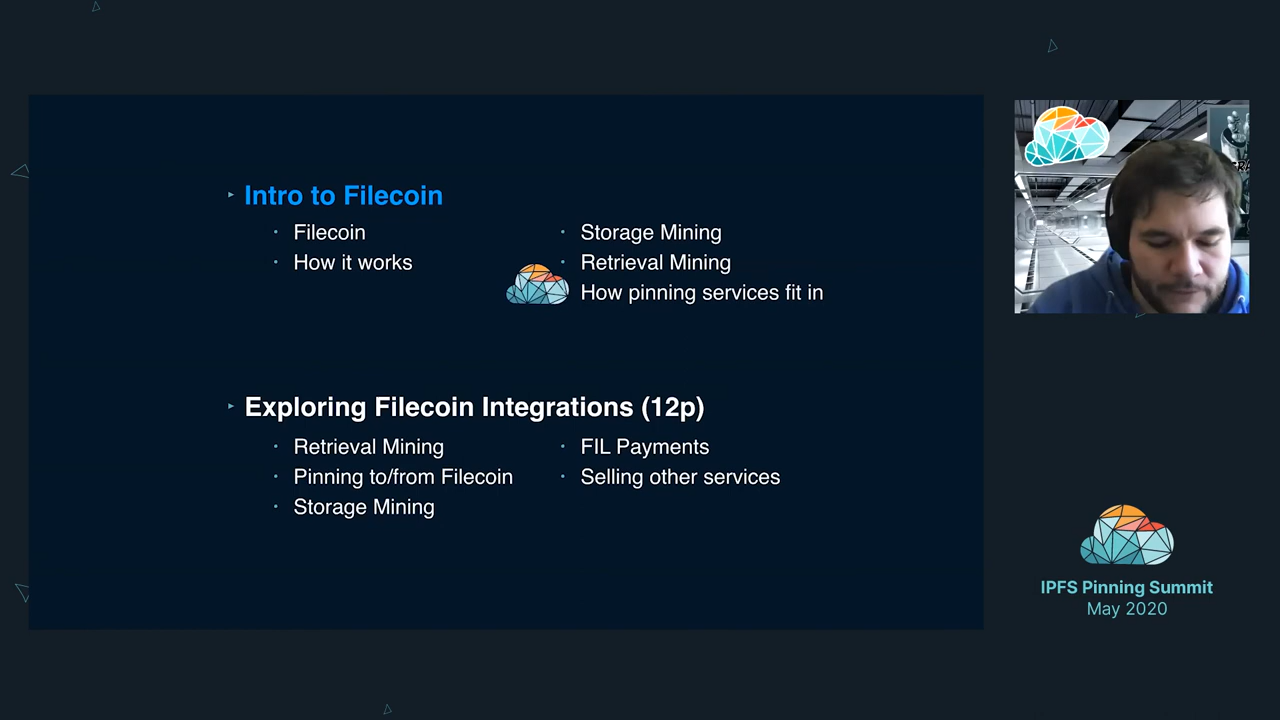 Intro to Filecoin
Filecoin
How it works
Storage Mining
Retrieval Mining
How pinning services fit in
Exploring Filecoin Integrations (12p)
Retrieval Mining
Pinning to/from Filecoin
Storage Mining
FIL Payments
Selling other services
IPFS Pinning Summit
May 2020